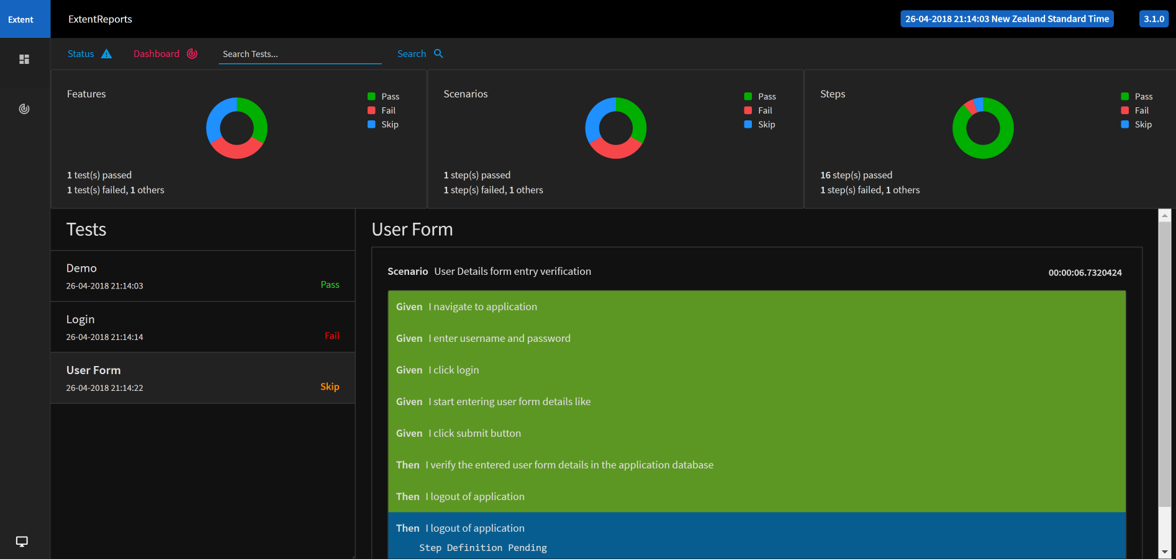 Extent
ExtentReports
26-04-2018 21:14:03 New Zealand Standard Time
3.1.0
Status
Dashboard
Search Tests...
Search
Features
Pass
Fail
Skip
1 test(s) passed
1 test(s) failed, 1 others
Scenarios
Pass
Fail
Skip
1 step(s) passed
1 step(s) failed, 1 others
Steps
Pass
Fail
Skip
16 step(s) passed
1 step(s) failed, 1 others
Tests
Demo
26-04-2018 21:14:03 Pass
Login
26-04-2018 21:14:14 Fail
User Form
26-04-2018 21:14:22 Skip
User Form
Scenario User Details form entry verification 00:00:06.7320424
Given I navigate to application
Given I enter username and password
Given I click login
Given I start entering user form details like
Given I click submit button
Then I verify the entered user form details in the application database
Then I logout of application
Then I logout of application
Step Definition Pending